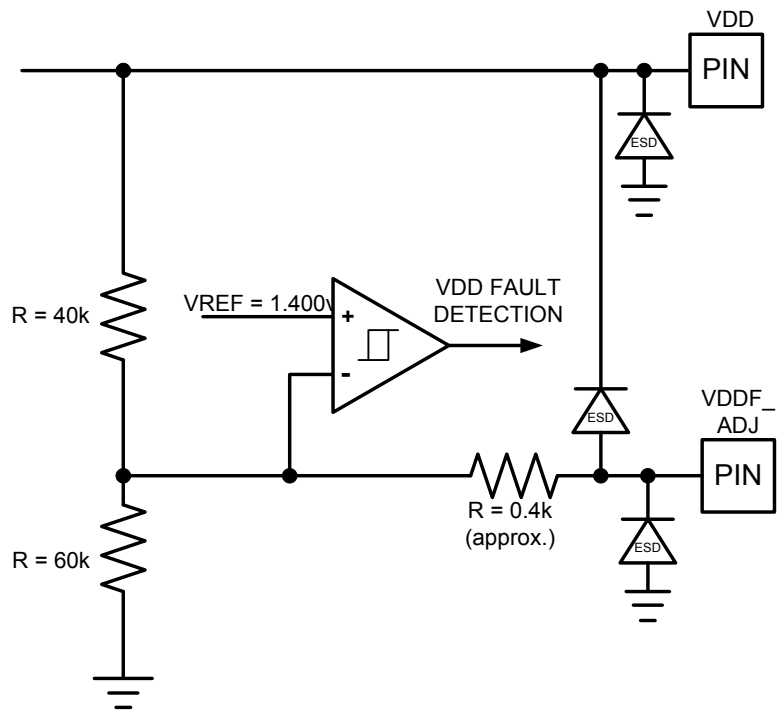 VDD
PIN
ESD
R = 40k
VREF = 1.400v
+
-
VDD FAULT
DETECTION
ESD
VDDF_
ADJ
PIN
R = 0.4k
(approx.)
ESD
R = 60k